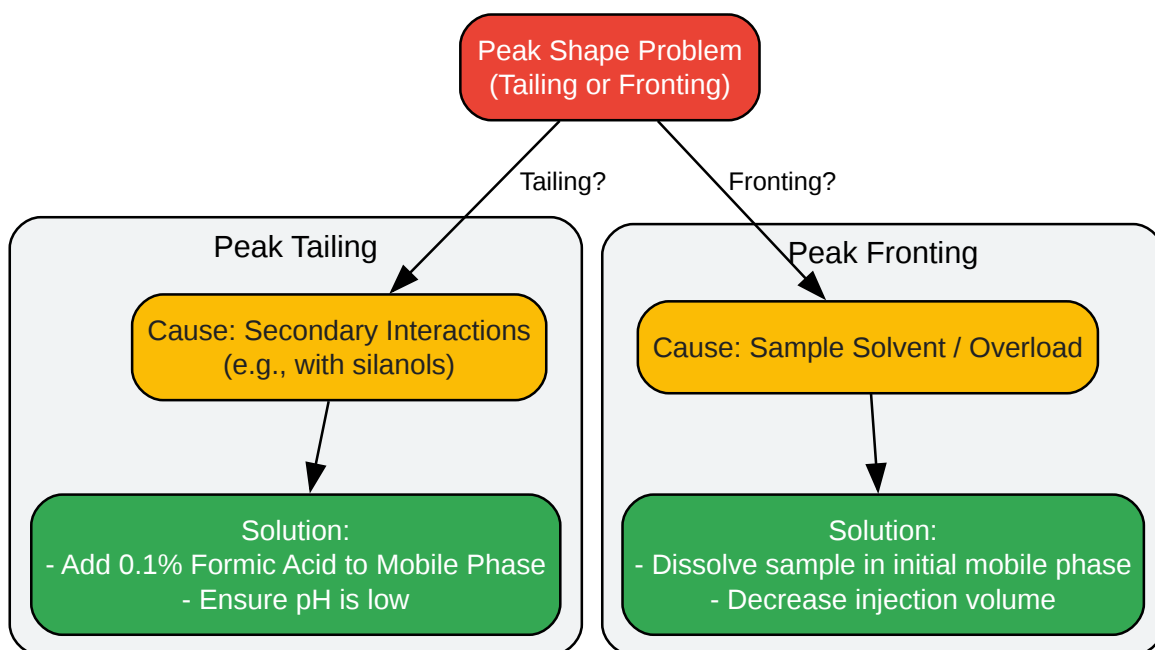 Peak Shape Problem
(Tailing or Fronting)
Tailing?
Fronting?
Peak Tailing
Cause: Secondary Interactions
(e.g., with silanols)
Solution:
- Add 0.1% Formic Acid to Mobile Phase
- Ensure pH is low
Peak Fronting
Cause: Sample Solvent / Overload
Solution:
- Dissolve sample in initial mobile phase
- Decrease injection volume